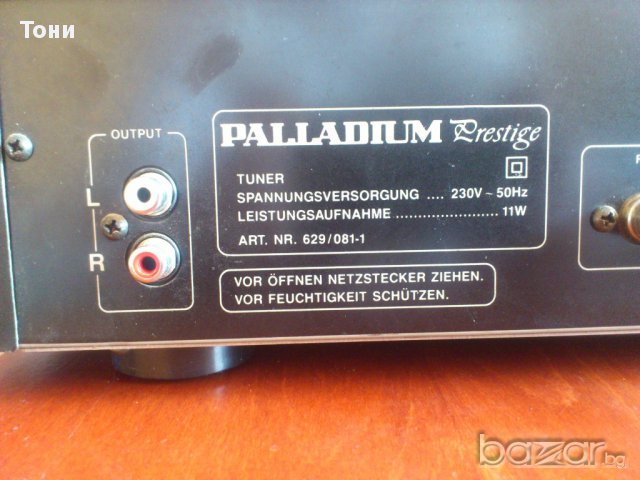 Тони
OUTPUT
L
R
PALLADIUM Prestige
TUNER
SPANNUNGSVERSORGUNG .... 230V ~ 50Hz
LEISTUNGSAUFNAHME ....................... 11W
ART. NR. 629/081-1
VOR ÖFFNEN NETZSTECKER ZIEHEN.
VOR FEUCHTIGKEIT SCHÜTZEN.
bazar.bg